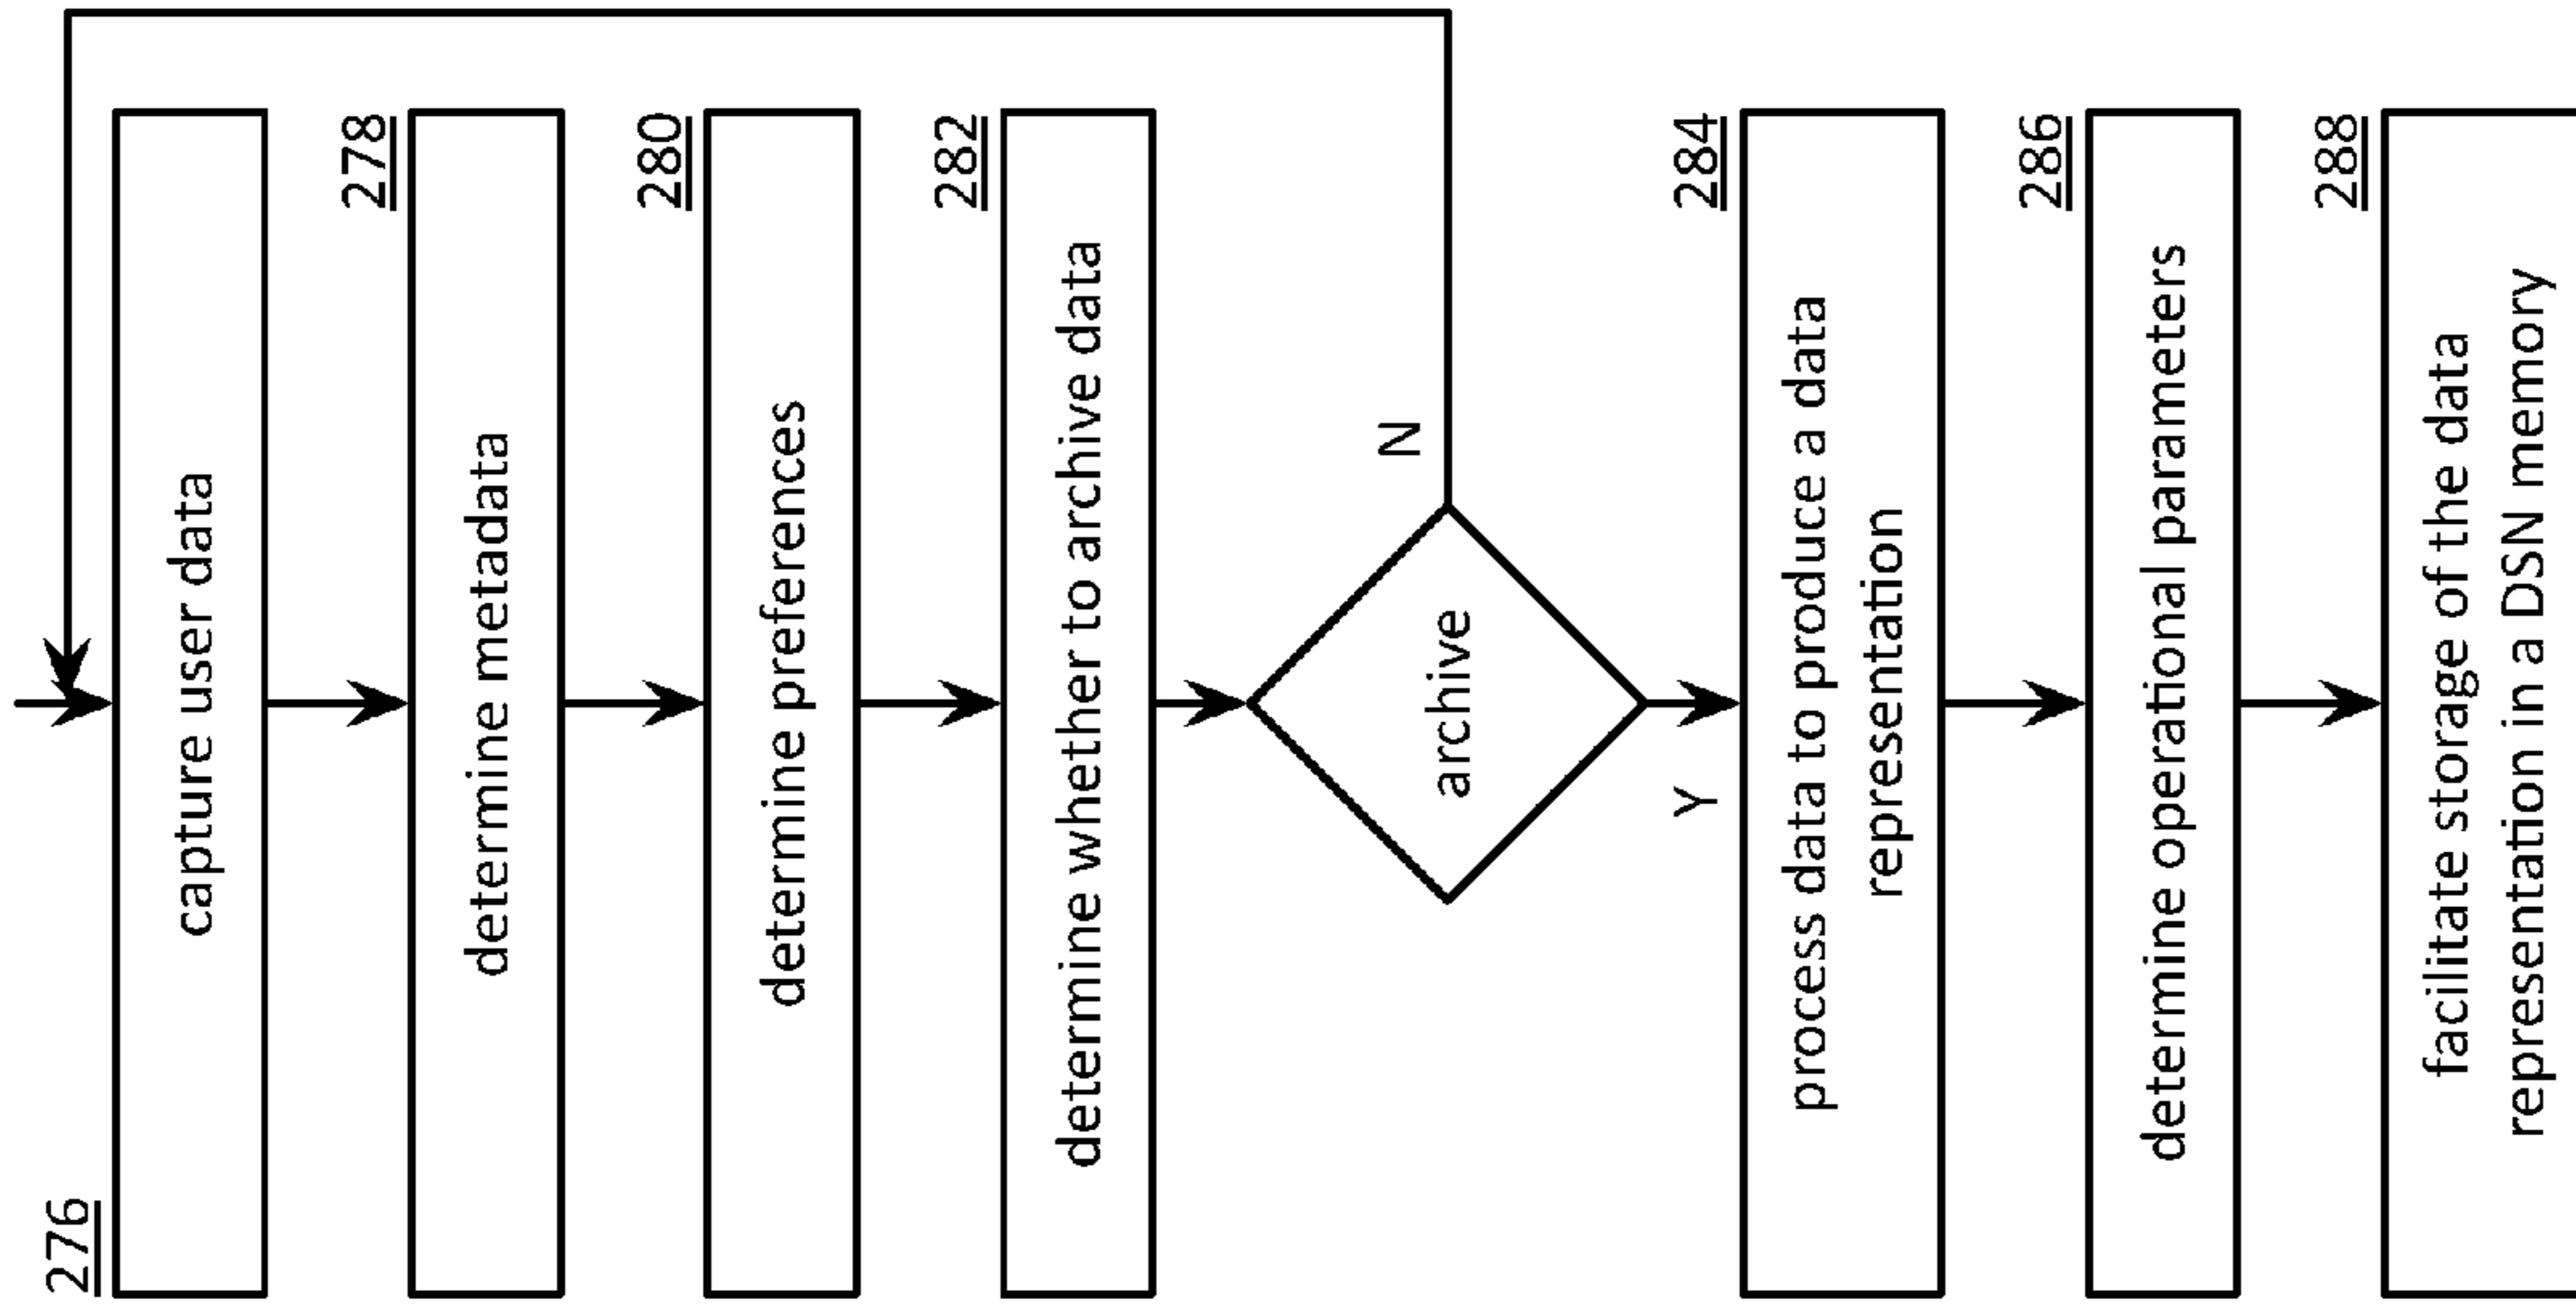 276
capture user data
278
determine metadata
280
determine preferences
282
determine whether to archive data
archive
N
Y
284
process data to produce a data
representation
286
determine operational parameters
288
facilitate storage of the data
representation in a DSN memory